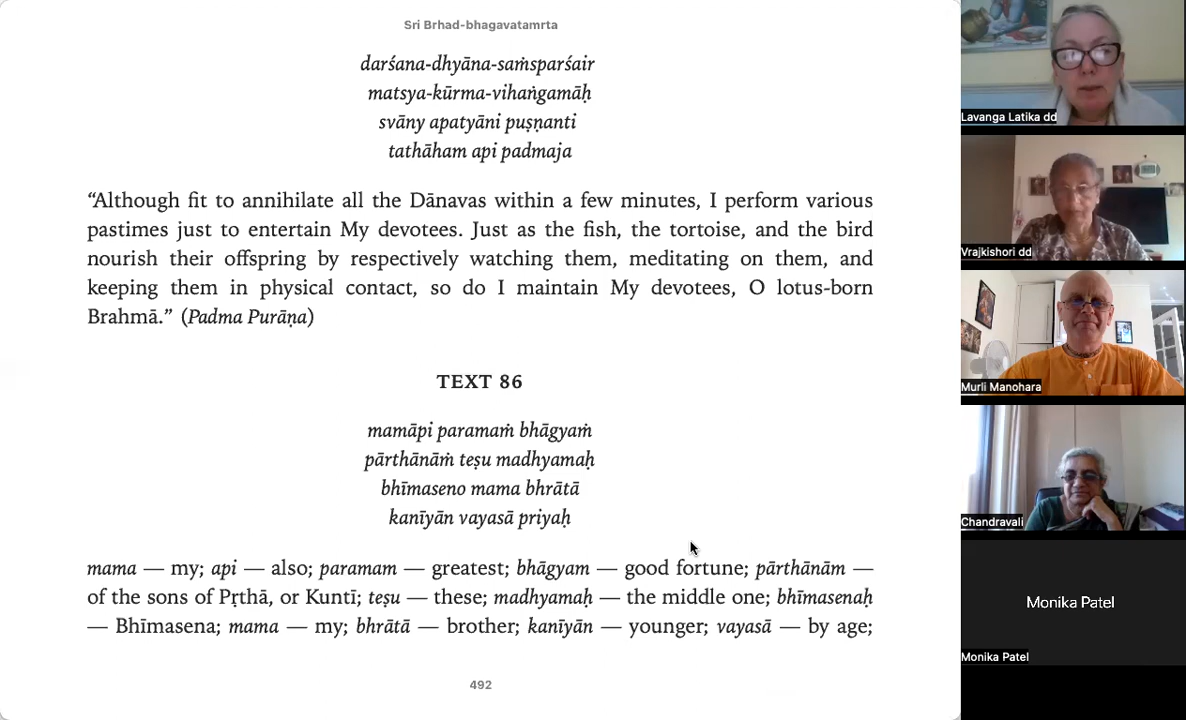 Sri Brhad-bhagavatamrta
darśana-dhyāna-saṁsparśair
matsya-kūrma-vihaṅgamāḥ
svāny apatyāni puṣṇanti
tathāham api padmaja
“Although fit to annihilate all the Dānavas within a few minutes, I perform various
pastimes just to entertain My devotees. Just as the fish, the tortoise, and the bird
nourish their offspring by respectively watching them, meditating on them, and
keeping them in physical contact, so do I maintain My devotees, O lotus-born
Brahmā.” (Padma Purāṇa)
TEXT 86
mamāpi paramaṁ bhāgyaṁ
pārthānāṁ teṣu madhyamaḥ
bhīmaseno mama bhrātā
kanīyān vayasā priyaḥ
mama — my; api — also; paramam — greatest; bhāgyam — good fortune; pārthānām —
of the sons of Pṛthā, or Kuntī; teṣu — these; madhyamaḥ — the middle one; bhīmasenaḥ
— Bhīmasena; mama — my; bhrātā — brother; kanīyān — younger; vayasā — by age;
492
Lavanga Latika dd
Vrajkishori dd
Murli Manohara
Chandravali
Monika Patel
Monika Patel